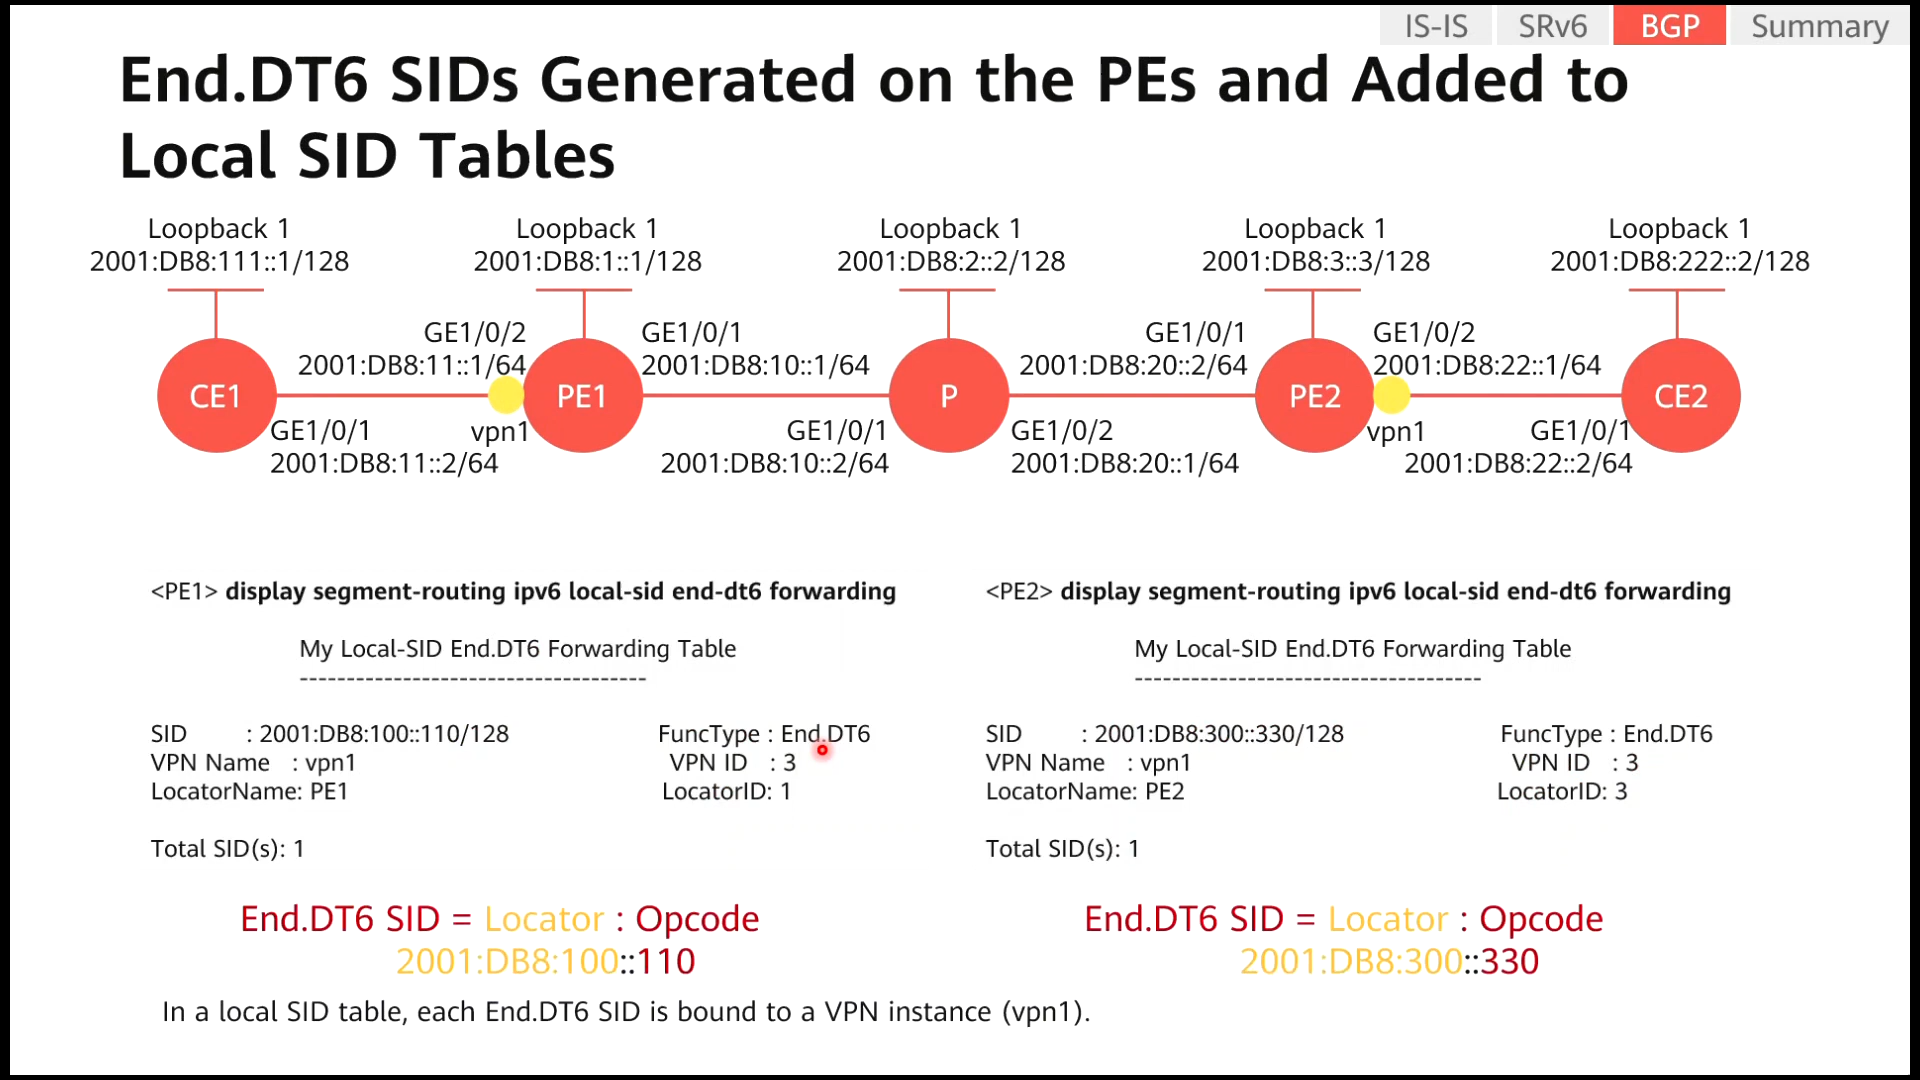 IS-IS SRv6 BGP Summary
End.DT6 SIDs Generated on the PEs and Added to
Local SID Tables
Loopback 1
2001:DB8:111::1/128
Loopback 1
2001:DB8:1::1/128
Loopback 1
2001:DB8:2::2/128
Loopback 1
2001:DB8:3::3/128
Loopback 1
2001:DB8:222::2/128
GE1/0/2
2001:DB8:11::1/64
GE1/0/1
2001:DB8:10::1/64
GE1/0/1
2001:DB8:20::2/64
GE1/0/2
2001:DB8:22::1/64
CE1
PE1
P
PE2
CE2
GE1/0/1
2001:DB8:11::2/64
vpn1
GE1/0/1
2001:DB8:10::2/64
GE1/0/2
2001:DB8:20::1/64
vpn1
GE1/0/1
2001:DB8:22::2/64
<PE1> display segment-routing ipv6 local-sid end-dt6 forwarding
My Local-SID End.DT6 Forwarding Table
-------------------------------------
SID : 2001:DB8:100::110/128 FuncType : End.DT6
VPN Name : vpn1 VPN ID : 3
LocatorName: PE1 LocatorID: 1
Total SID(s): 1
End.DT6 SID = Locator : Opcode
2001:DB8:100::110
<PE2> display segment-routing ipv6 local-sid end-dt6 forwarding
My Local-SID End.DT6 Forwarding Table
-------------------------------------
SID : 2001:DB8:300::330/128 FuncType : End.DT6
VPN Name : vpn1 VPN ID : 3
LocatorName: PE2 LocatorID: 3
Total SID(s): 1
End.DT6 SID = Locator : Opcode
2001:DB8:300::330
In a local SID table, each End.DT6 SID is bound to a VPN instance (vpn1).